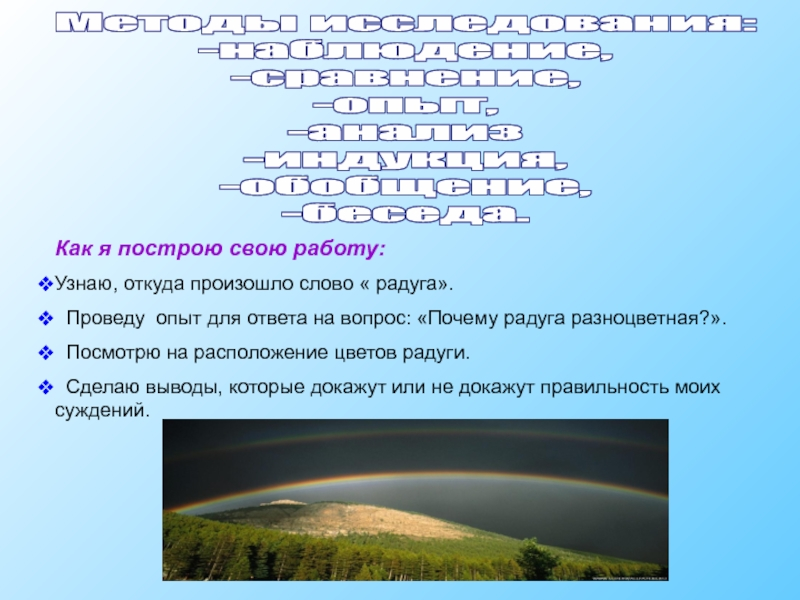 Методы исследования:
-наблюдение,
-сравнение,
-опыт,
-анализ
-индукция,
-обобщение,
-беседа.
Как я построю свою работу:
Узнаю, откуда произошло слово « радуга».
Проведу опыт для ответа на вопрос: «Почему радуга разноцветная?».
Посмотрю на расположение цветов радуги.
Сделаю выводы, которые докажут или не докажут правильность моих
суждений.